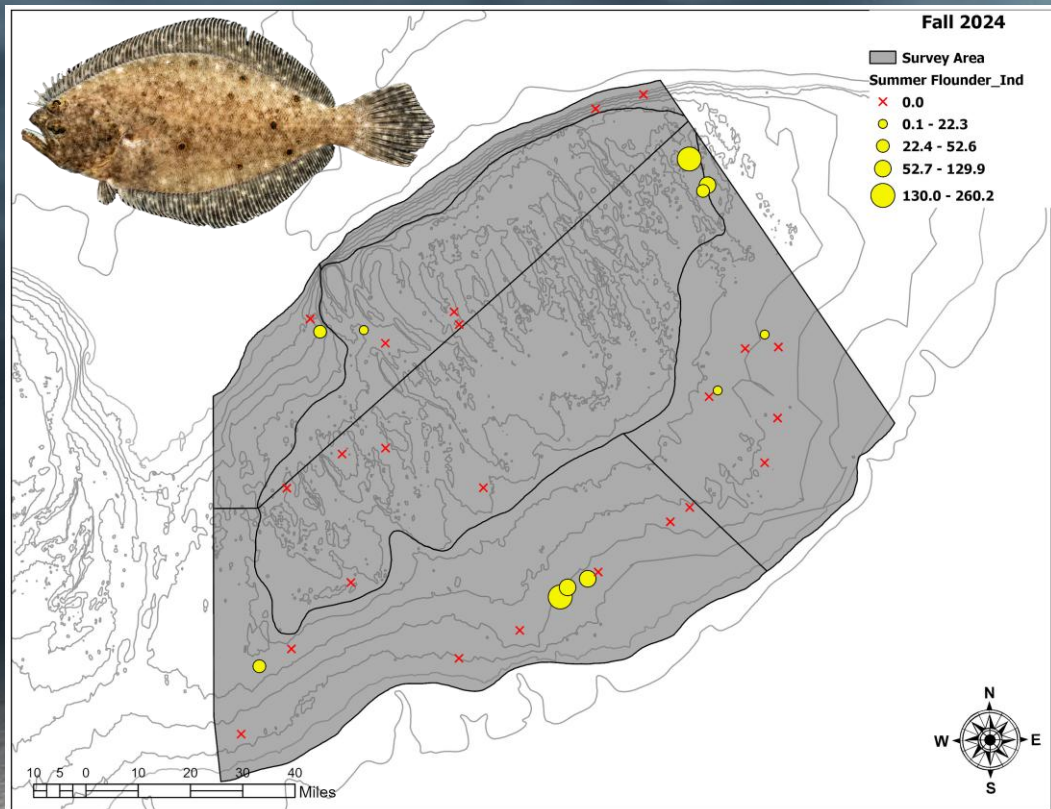 Fall 2024
Survey Area
Summer Flounder_Ind
0.0
0.1 - 22.3
22.4 - 52.6
52.7 - 129.9
130.0 - 260.2
N
W E
S
10 5 0 10 20 30 40
Miles